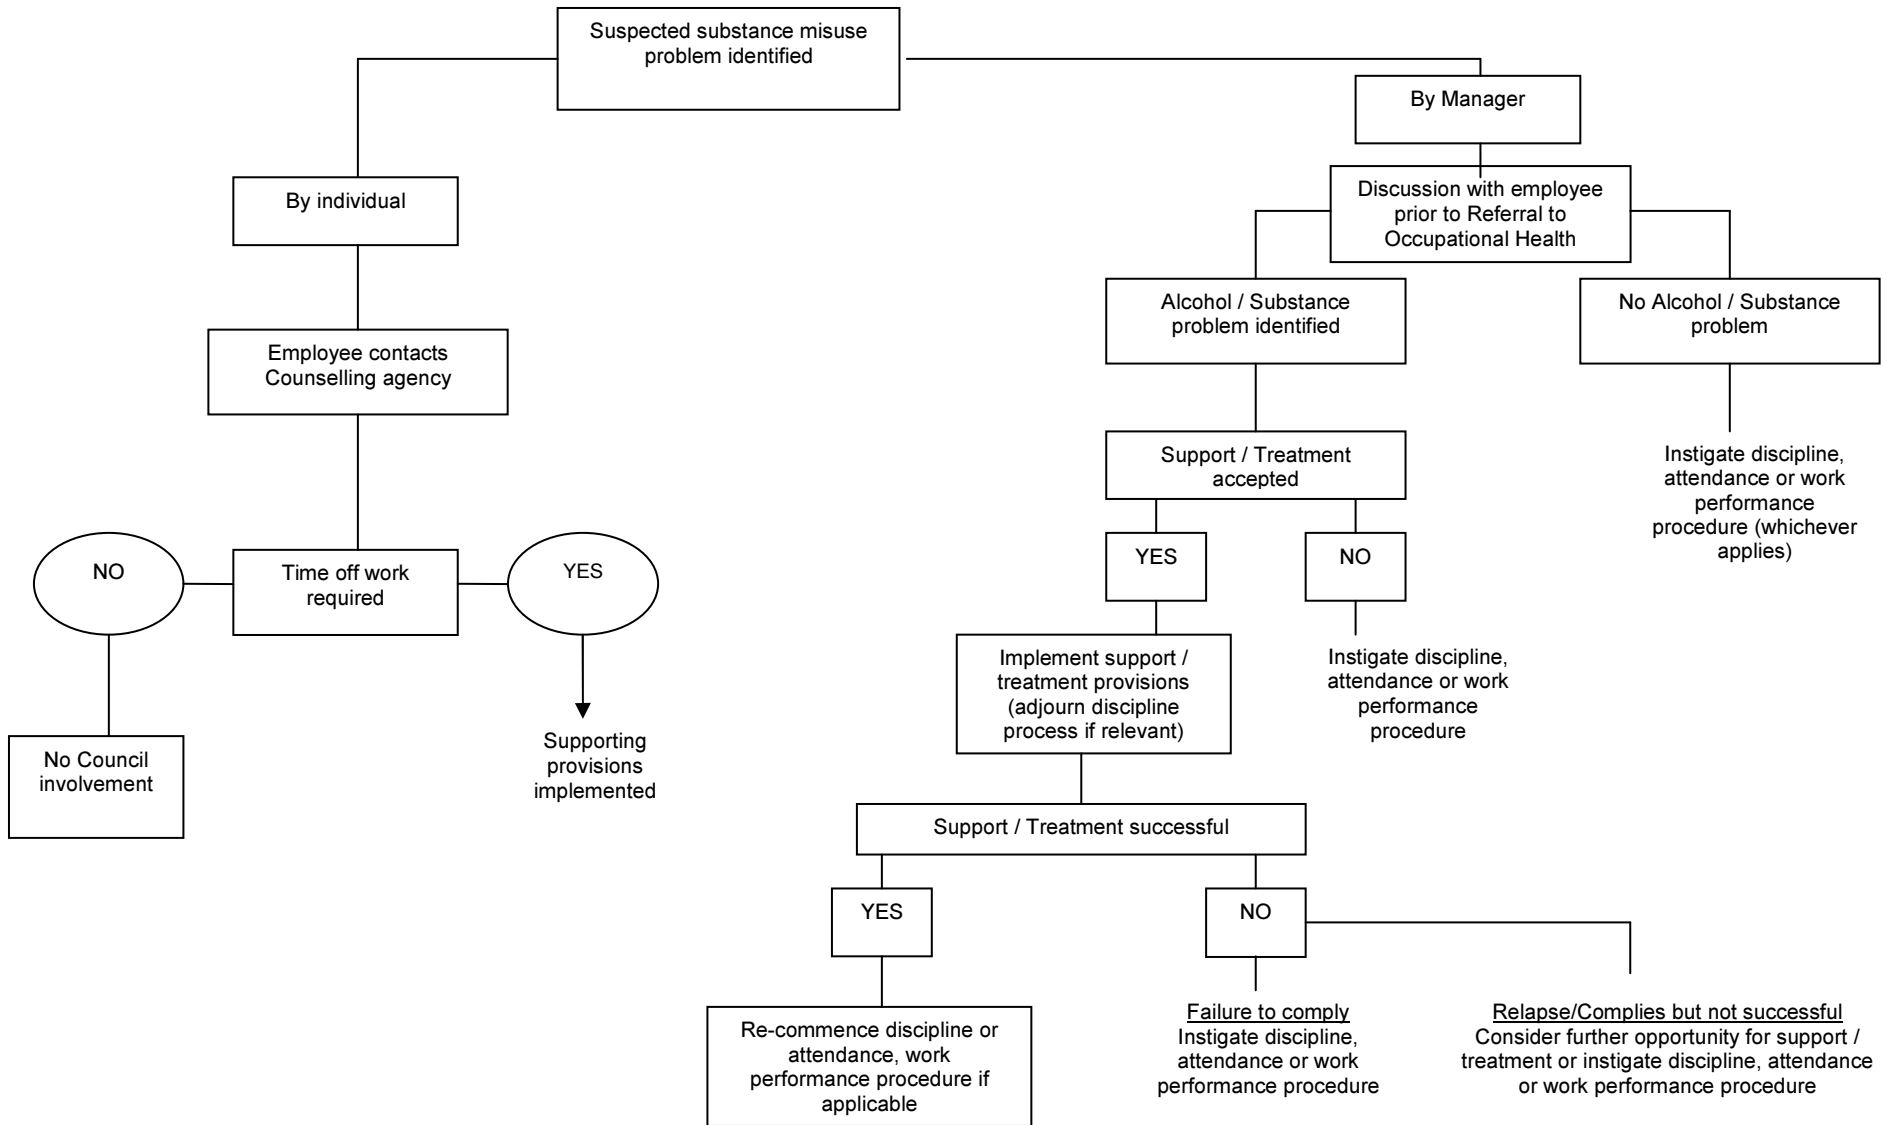 Suspected substance misuse
problem identified
By Manager
By individual
Discussion with employee
prior to Referral to
Occupational Health
Alcohol / Substance
problem identified
No Alcohol / Substance
problem
Employee contacts
Counselling agency
Support / Treatment
accepted
Instigate discipline,
attendance or work
performance
procedure (whichever
applies)
NO
Time off work
required
YES
YES
NO
Implement support /
treatment provisions
(adjourn discipline
process if relevant)
Instigate discipline,
attendance or work
performance
procedure
No Council
involvement
Supporting
provisions
implemented
Support / Treatment successful
YES
NO
Re-commence discipline or
attendance, work
performance procedure if
applicable
Failure to comply
Instigate discipline,
attendance or work
performance procedure
Relapse/Complies but not successful
Consider further opportunity for support /
treatment or instigate discipline, attendance
or work performance procedure